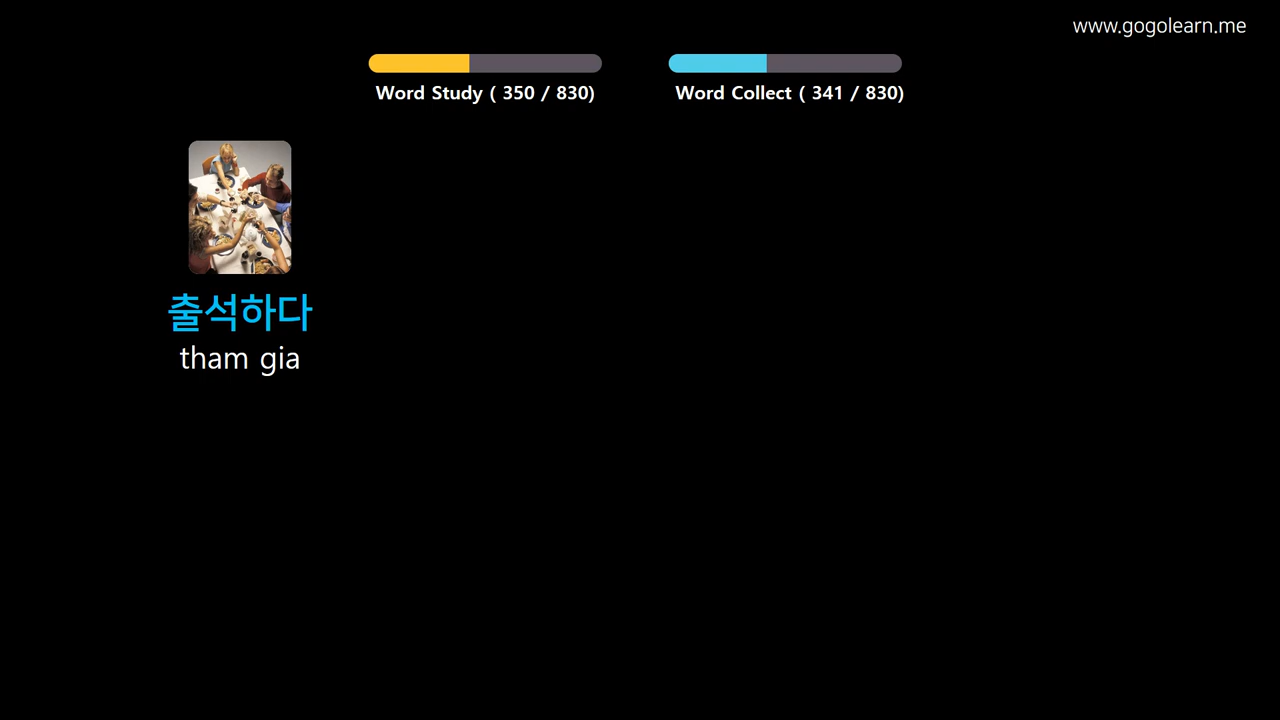 www.gogolearn.me
Word Study ( 350 / 830)
Word Collect ( 341 / 830)
출석하다
tham gia